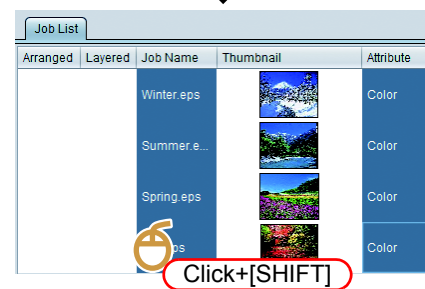 Job List
Arranged Layered Job Name Thumbnail Attribute
Winter.eps Color
Summer.e... Color
Spring.eps Color
ps Color
Click+[SHIFT]